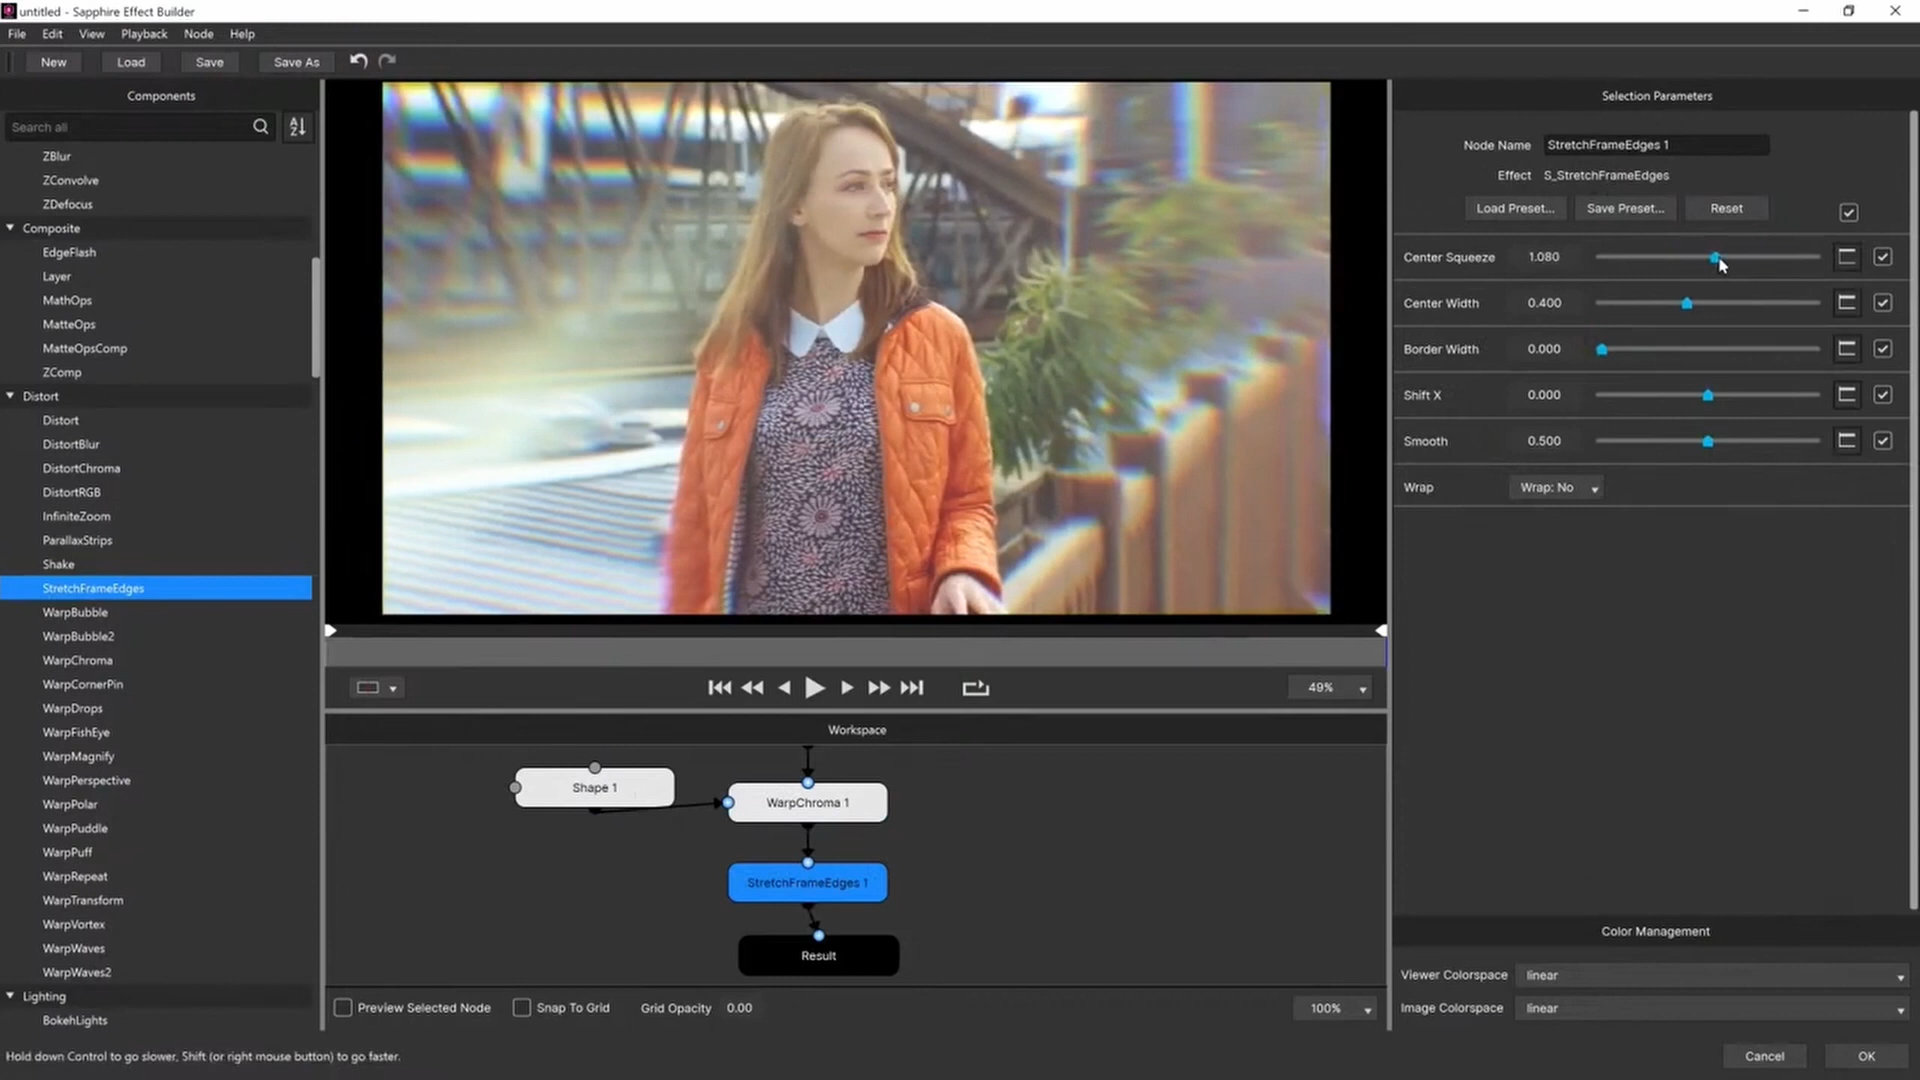 untitled - Sapphire Effect Builder
File Edit View Playback Node Help
New Load Save Save As
Components
Search all
ZBlur
ZConvolve
ZDefocus
Composite
EdgeFlash
Layer
MathOps
MatteOps
MatteOpsComp
ZComp
Distort
Distort
DistortBlur
DistortChroma
DistortRGB
InfiniteZoom
ParallaxStrips
Shake
StretchFrameEdges
WarpBubble
WarpBubble2
WarpChroma
WarpCornerPin
WarpDrops
WarpFishEye
WarpMagnify
WarpPerspective
WarpPolar
WarpPuddle
WarpPuff
WarpRepeat
WarpTransform
WarpVortex
WarpWaves
WarpWaves2
Lighting
BokehLights
49%
Workspace
Shape 1
WarpChroma 1
StretchFrameEdges 1
Result
Preview Selected Node Snap To Grid Grid Opacity 0.00 100%
Selection Parameters
Node Name StretchFrameEdges 1
Effect S_StretchFrameEdges
Load Preset... Save Preset... Reset
Center Squeeze 1.080
Center Width 0.400
Border Width 0.000
Shift X 0.000
Smooth 0.500
Wrap Wrap: No
Color Management
Viewer Colorspace linear
Image Colorspace linear
Hold down Control to go slower, Shift (or right mouse button) to go faster.
Cancel OK